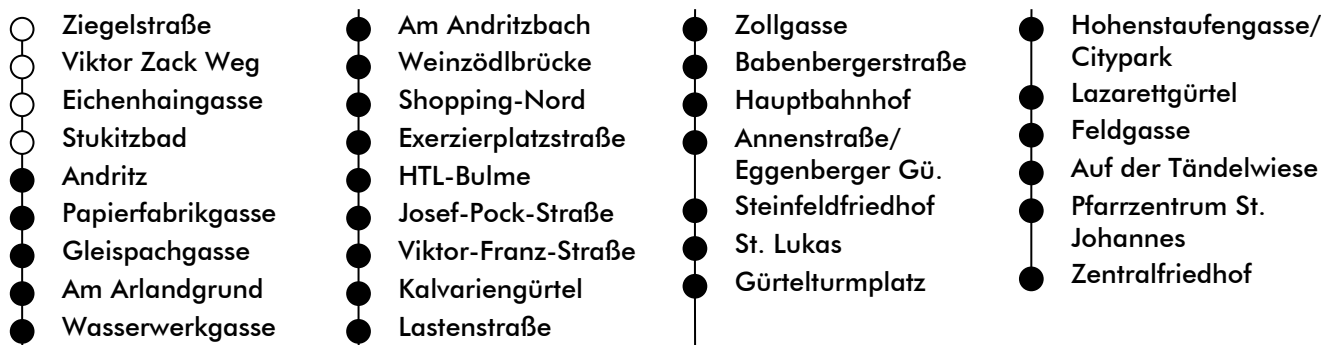 Ziegelstraße
Viktor Zack Weg
Eichenhaingasse
Stukitzbad
Andritz
Papierfabrikgasse
Gleispachgasse
Am Arlandgrund
Wasserwerkgasse
Am Andritzbach
Weinzödlbrücke
Shopping-Nord
Exerzierplatzstraße
HTL-Bulme
Josef-Pock-Straße
Viktor-Franz-Straße
Kalvariengürtel
Lastenstraße
Zollgasse
Babenbergerstraße
Hauptbahnhof
Annenstraße/
Eggenberger Gü.
Steinfeldfriedhof
St. Lukas
Gürtelturmplatz
Hohenstaufengasse/
Citypark
Lazarettgürtel
Feldgasse
Auf der Tändelwiese
Pfarrzentrum St.
Johannes
Zentralfriedhof